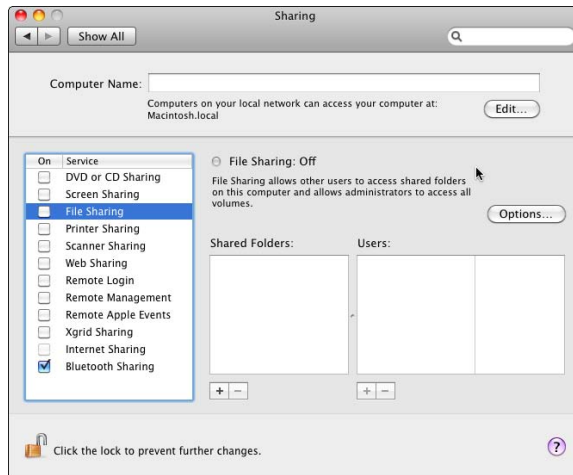 Sharing
Show All
Computer Name:
Computers on your local network can access your computer at:
Macintosh.local
Edit...
On Service
DVD or CD Sharing
Screen Sharing
File Sharing
Printer Sharing
Scanner Sharing
Web Sharing
Remote Login
Remote Management
Remote Apple Events
Xgrid Sharing
Internet Sharing
Bluetooth Sharing
File Sharing: Off
File Sharing allows other users to access shared folders
on this computer and allows administrators to access all
volumes.
Options...
Shared Folders:
Users:
+ −
+ −
Click the lock to prevent further changes.
?